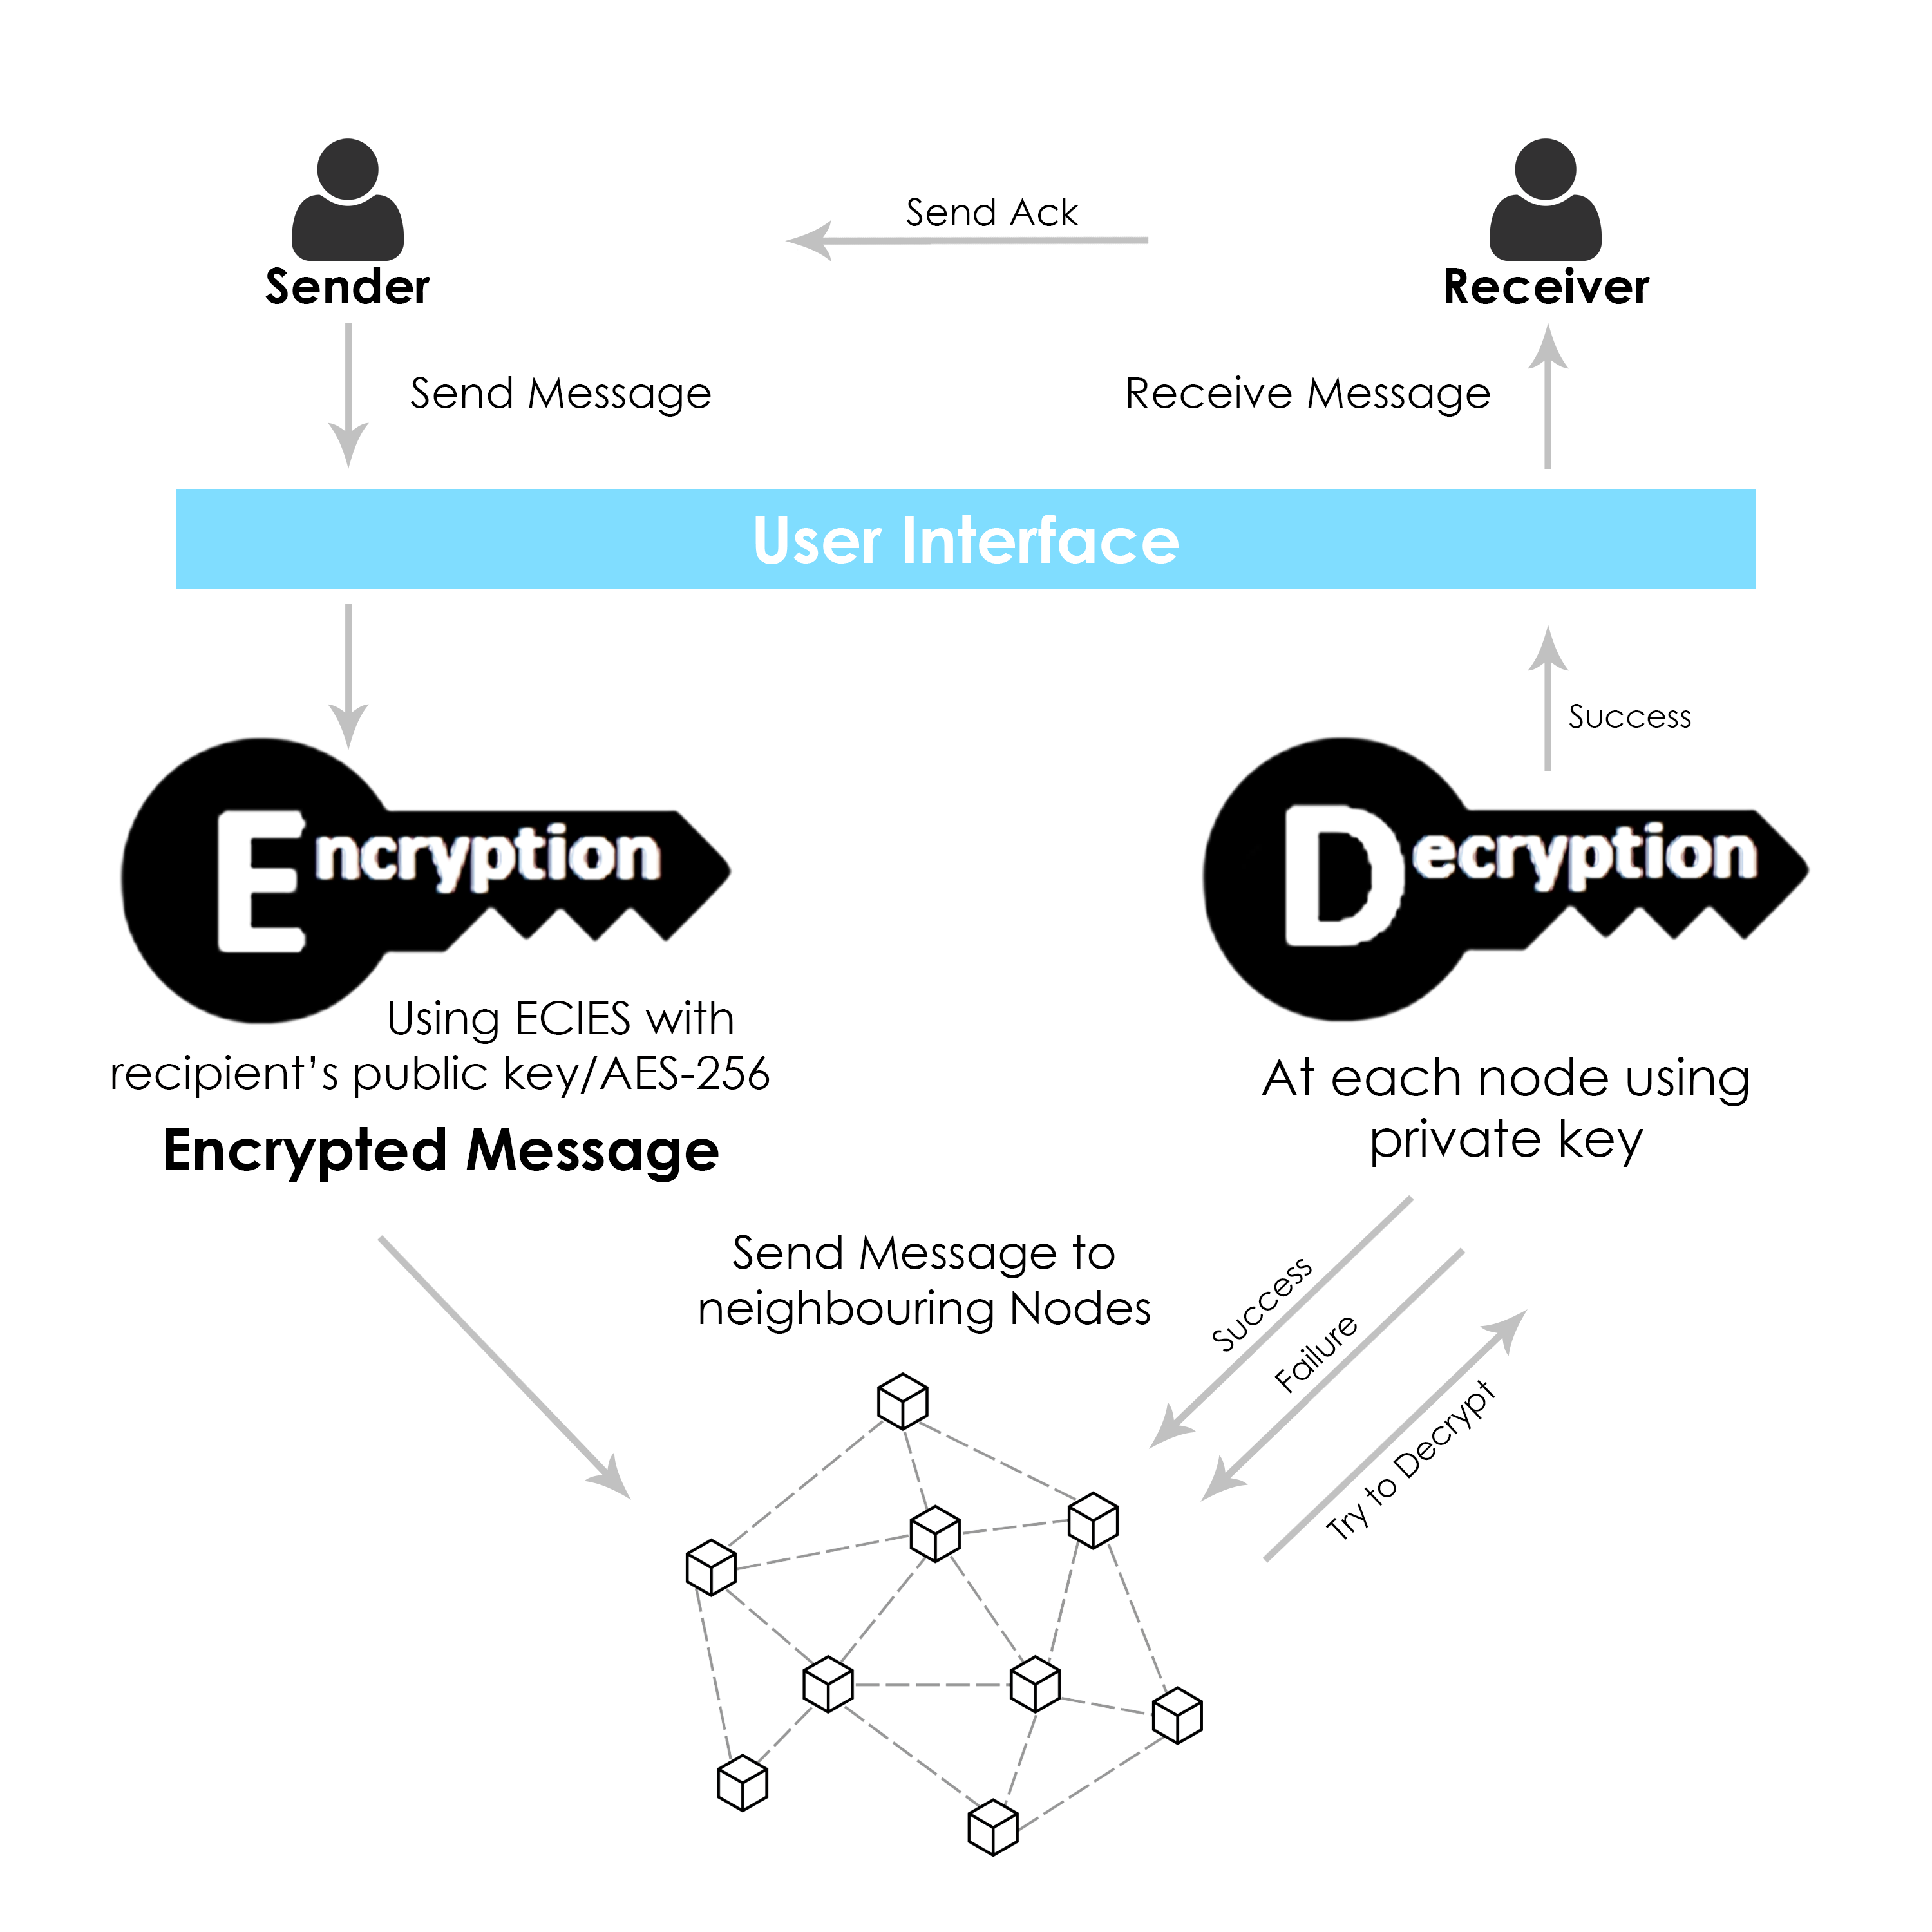 Send Ack
Sender
Receiver
Send Message
Receive Message
User Interface
Success
Encryption
Decryption
Using ECIES with
recipient’s public key/AES-256
Encrypted Message
At each node using
private key
Send Message to
neighbouring Nodes
Success
Failure
Try to Decrypt